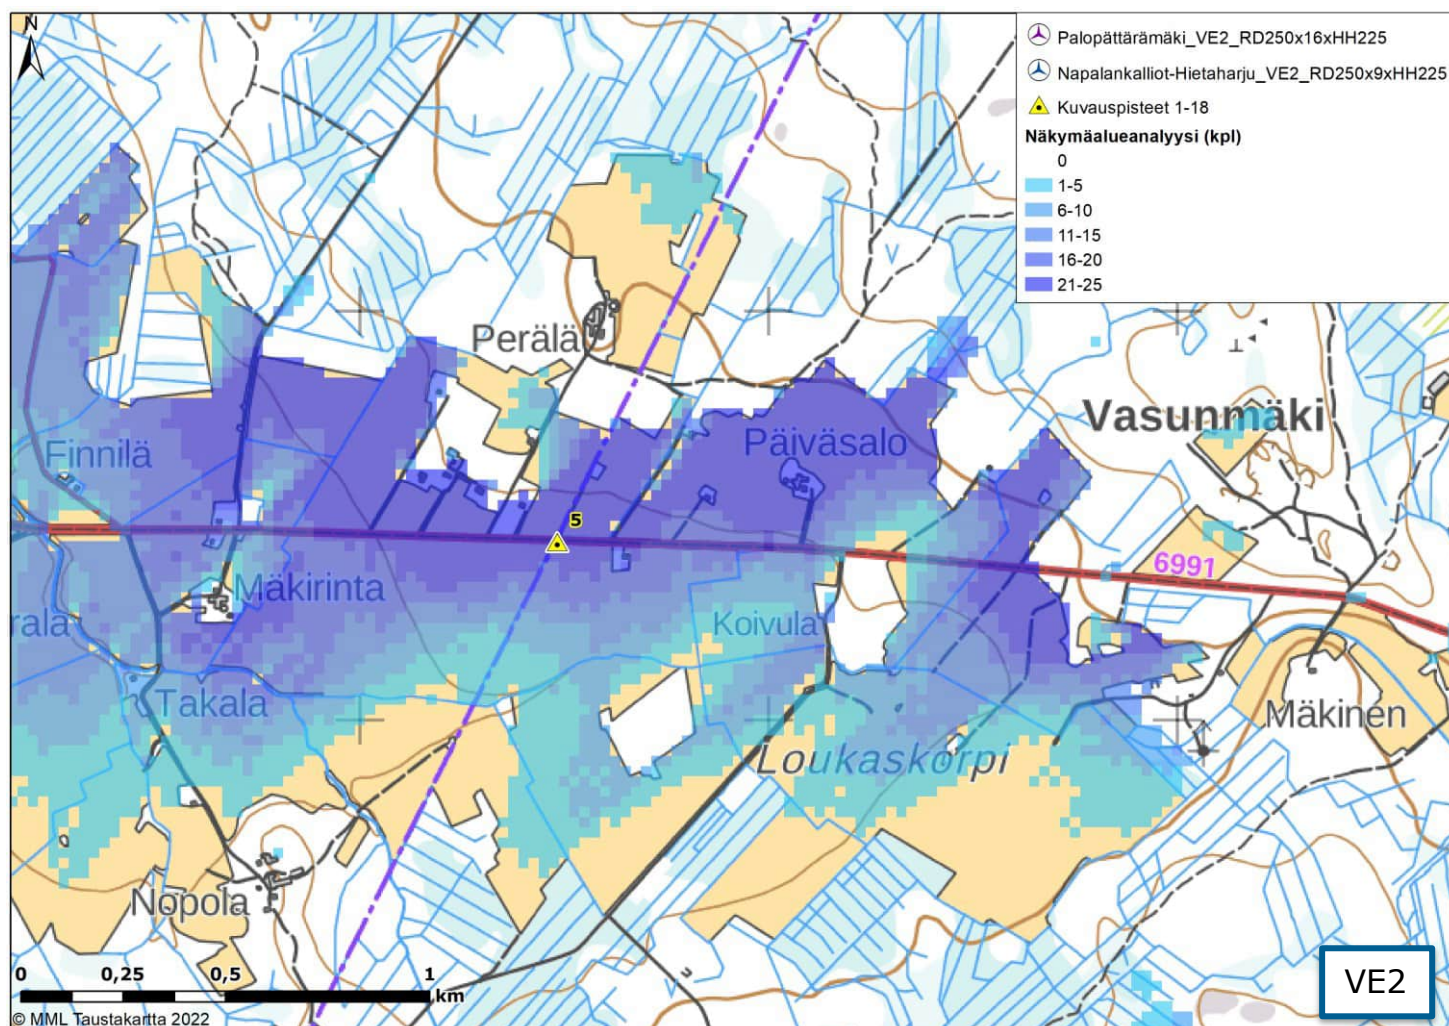 N
Palopättärämäki_VE2_RD250x16xHH225
Napalankalliot-Hietaharju_VE2_RD250x9xHH225
Kuvauspisteet 1-18
Näkymäalueanalyysi (kpl)
0
1-5
6-10
11-15
16-20
21-25
Perälä
Vasunmäki
Päiväsalo
Finnilä
5
6991
Mäkirinta
Koivula
rala
Takala
Mäkinen
Loukaskorpi
Nopola
0 0,25 0,5 1
km
VE2
© MML Taustakartta 2022